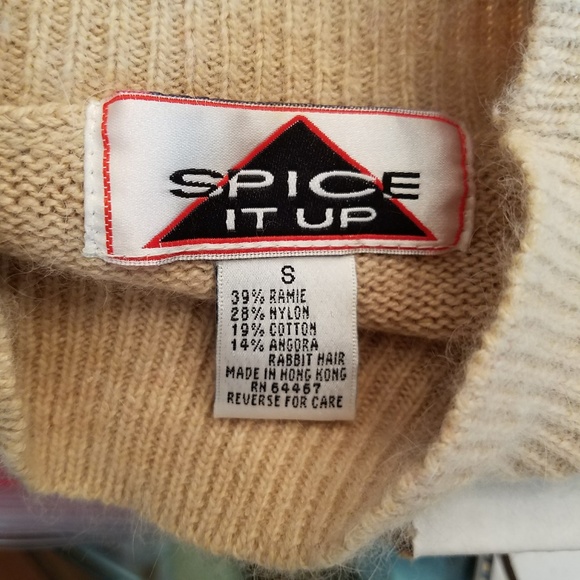 SPICE
IT UP
S
39% RAMIE
28% NYLON
19% COTTON
14% ANGORA
RABBIT HAIR
MADE IN HONG KONG
RN 64467
REVERSE FOR CARE